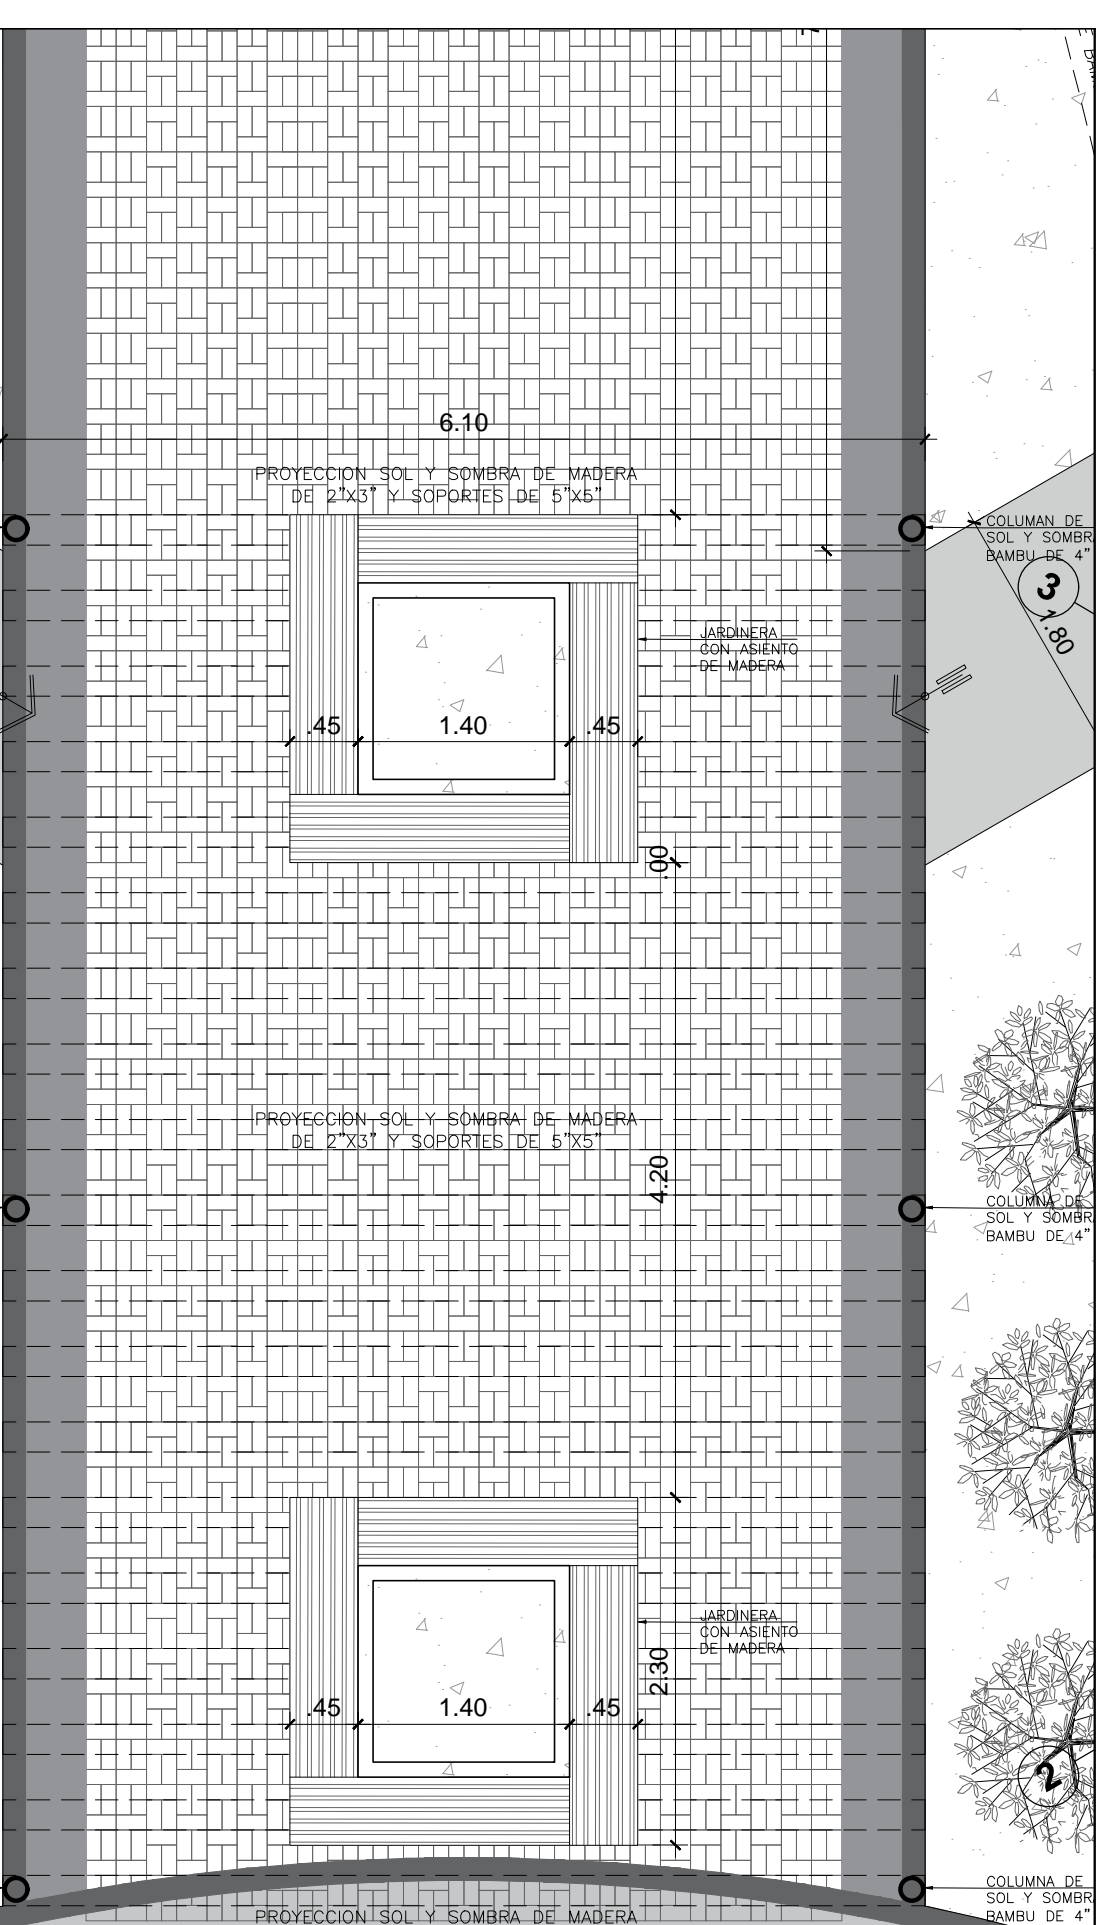 6.10
PROYECCION SOL Y SOMBRA DE MADERA
DE 2"X3" Y SOPORTES DE 5"X5"
COLUMAN DE
SOL Y SOMBRA
BAMBU DE 4"
3
1.80
JARDINERA
CON ASIENTO
DE MADERA
.45
1.40
.45
.00
PROYECCION SOL Y SOMBRA DE MADERA
DE 2"X3" Y SOPORTES DE 5"X5"
4.20
COLUMNA DE
SOL Y SOMBRA
BAMBU DE 4"
JARDINERA
CON ASIENTO
DE MADERA
2.30
.45
1.40
.45
2
COLUMNA DE
SOL Y SOMBRA
BAMBU DE 4"
PROYECCION SOL Y SOMBRA DE MADERA